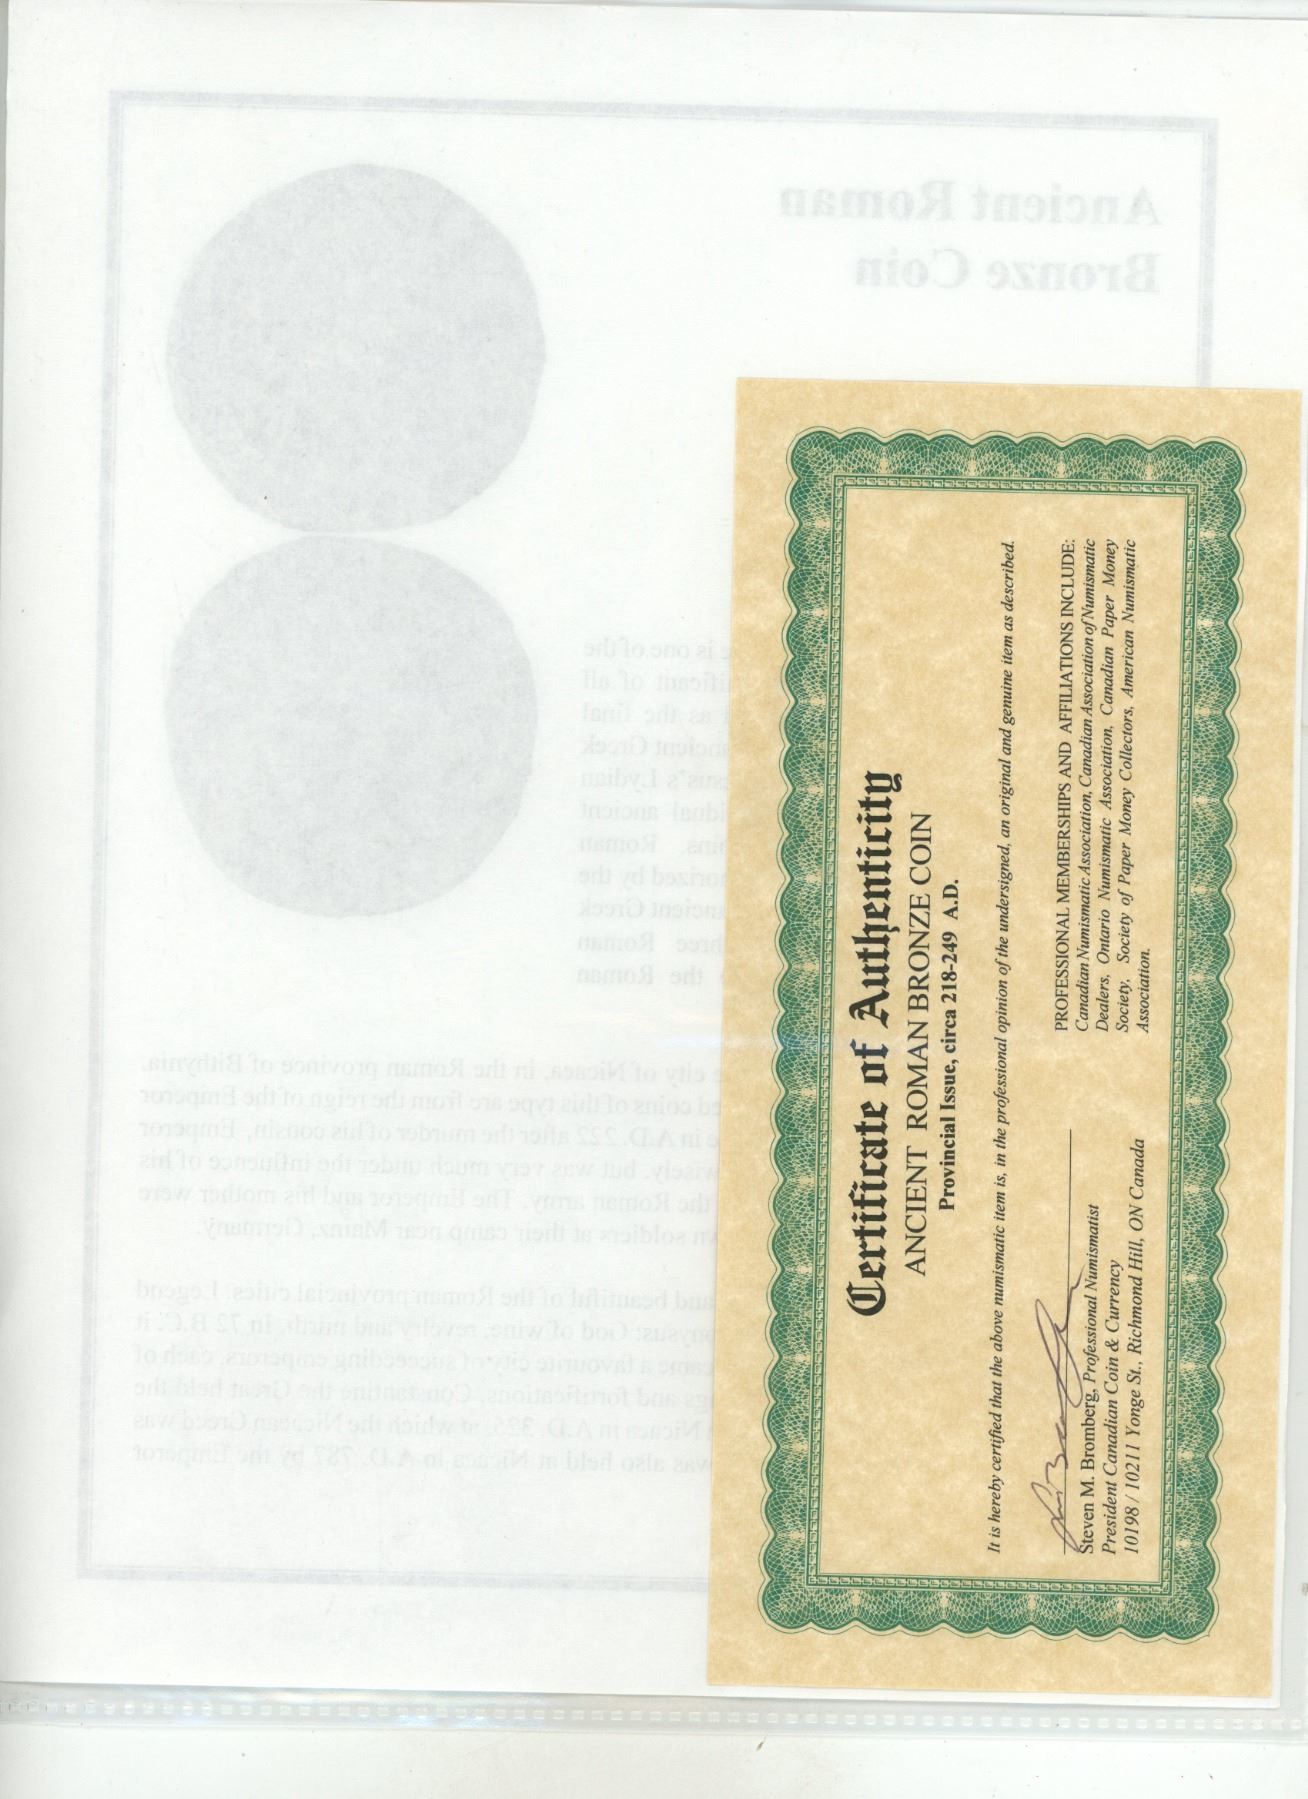 Ancient Roman
Bronze Coin
is one of the
of all
as the final
ancient Greek
Lydian
ancient
Roman
by the
ancient Greek
Roman
the Roman
city of Nicaea, in the Roman province of Bithynia.
coins of this type are from the reign of the Emperor
in A.D. 222 after the murder of his cousin, Emperor
wisely, but was very much under the influence of his
the Roman army. The Emperor and his mother were
soldiers at their camp near Mainz, Germany.
and beautiful of the Roman provincial cities. Legend
God of wine, revelry and mirth. In 72 B.C. it
a favourite city of succeeding emperors, each of
and fortifications. Constantine the Great held the
Nicaea in A.D. 325, at which the Nicaean Creed was
was also held at Nicaea in A.D. 787 by the Emperor
Certificate of Authenticity
ANCIENT ROMAN BRONZE COIN
Provincial Issue, circa 218-249 A.D.
It is hereby certified that the above numismatic item is, in the professional opinion of the undersigned, an original and genuine item as described.
Steven M. Bromberg, Professional Numismatist
President Canadian Coin & Currency
10198 / 10211 Yonge St., Richmond Hill, ON Canada
PROFESSIONAL MEMBERSHIPS AND AFFILIATIONS INCLUDE:
Canadian Numismatic Association, Canadian Association of Numismatic
Dealers, Ontario Numismatic Association, Canadian Paper Money
Society, Society of Paper Money Collectors, American Numismatic
Association.